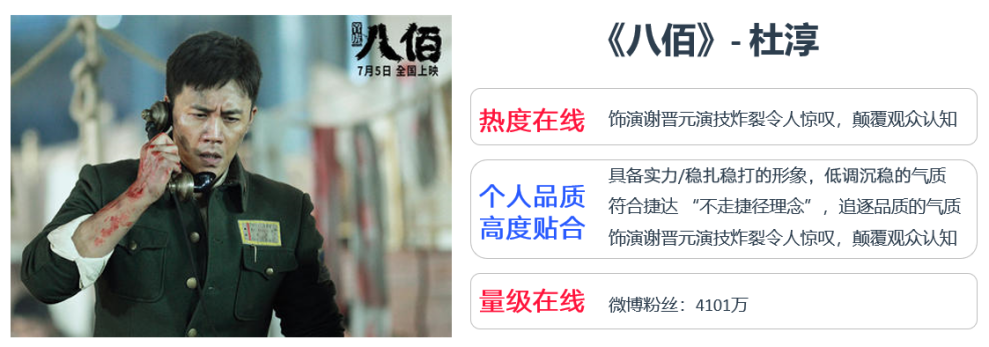 八佰
7月5日 全国上映
《八佰》- 杜淳
热度在线
饰演谢晋元演技炸裂令人惊叹，颠覆观众认知
个人品质
高度贴合
具备实力/稳扎稳打的形象，低调沉稳的气质
符合捷达 “不走捷径理念” ，追逐品质的气质
饰演谢晋元演技炸裂令人惊叹，颠覆观众认知
量级在线
微博粉丝：4101万